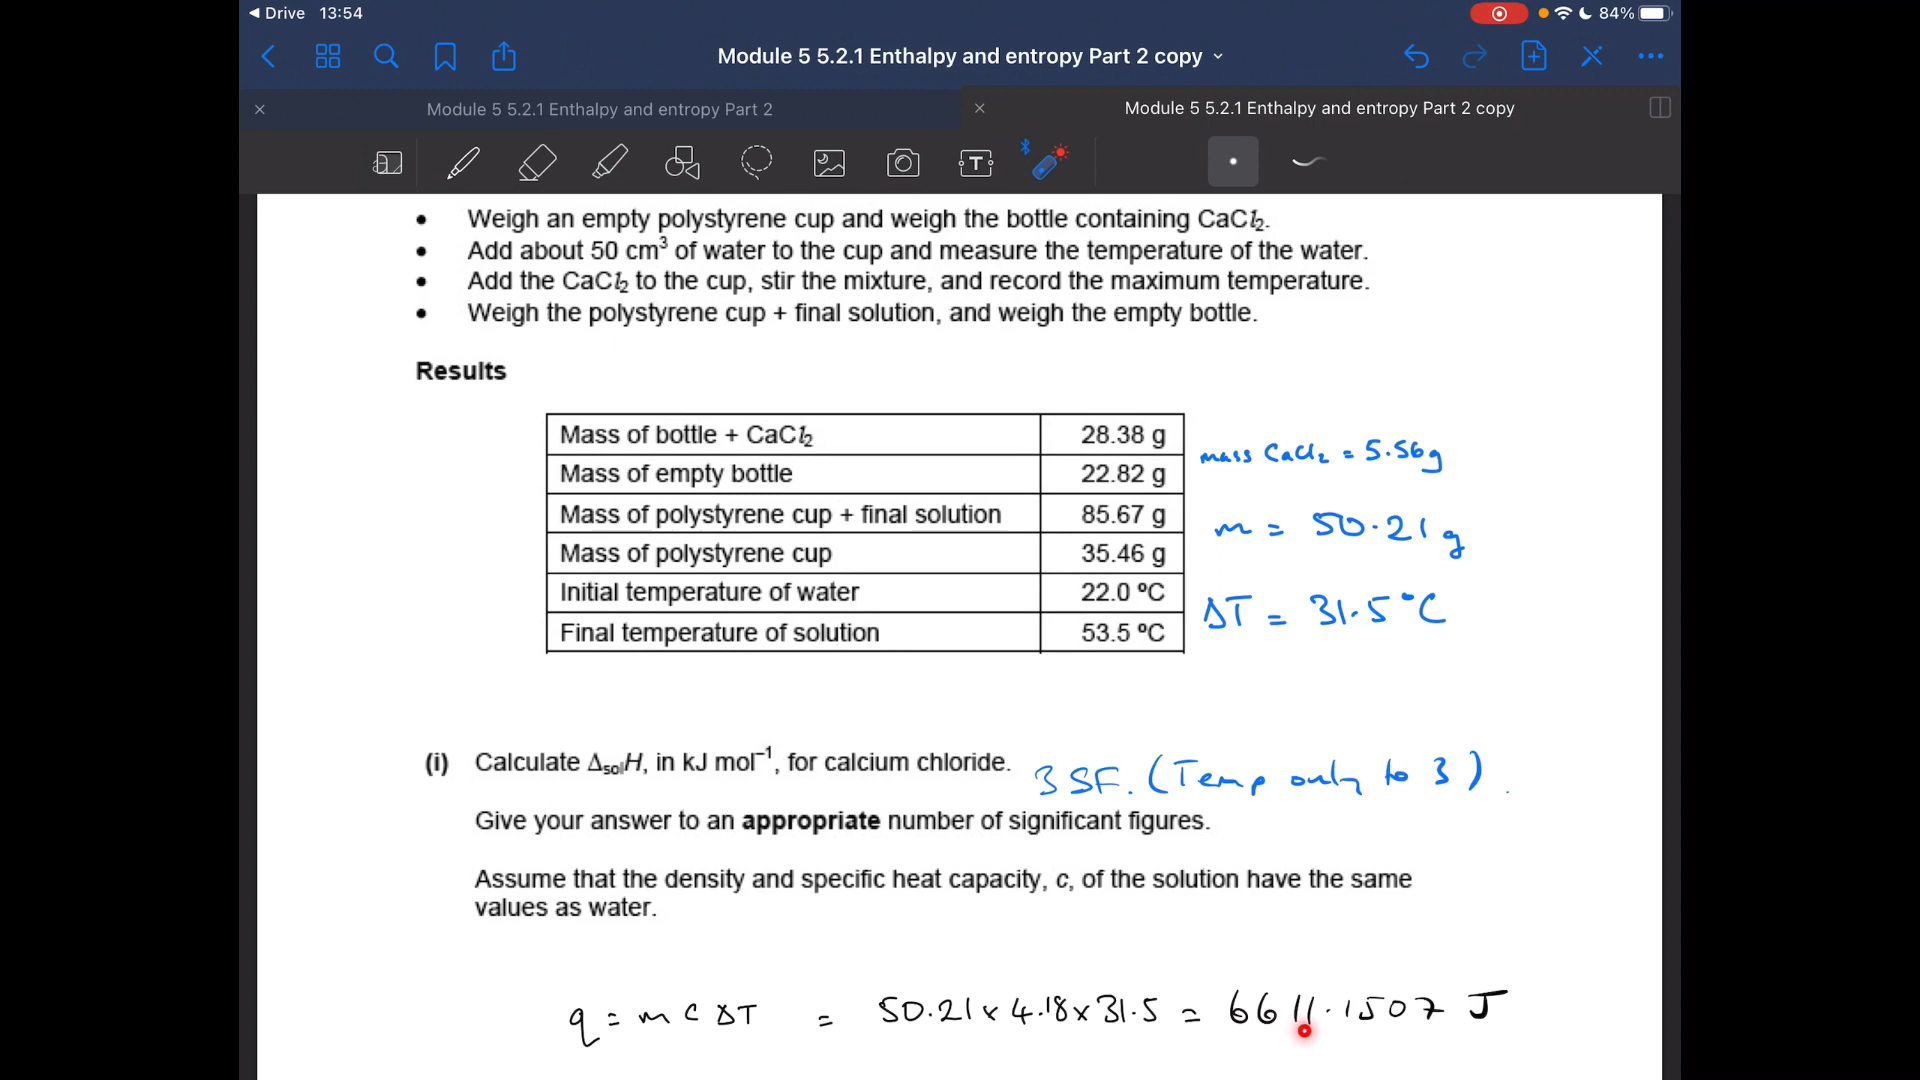 Drive 13:54 84%
Module 5 5.2.1 Enthalpy and entropy Part 2 copy
Module 5 5.2.1 Enthalpy and entropy Part 2
Module 5 5.2.1 Enthalpy and entropy Part 2 copy
• Weigh an empty polystyrene cup and weigh the bottle containing CaCl₂.
• Add about 50 cm³ of water to the cup and measure the temperature of the water.
• Add the CaCl₂ to the cup, stir the mixture, and record the maximum temperature.
• Weigh the polystyrene cup + final solution, and weigh the empty bottle.
Results
Mass of bottle + CaCl₂ 28.38 g
mass CaCl₂ = 5.56g
Mass of empty bottle 22.82 g
Mass of polystyrene cup + final solution 85.67 g
m = 50.21 g
Mass of polystyrene cup 35.46 g
Initial temperature of water 22.0 ºC
ΔT = 31.5°C
Final temperature of solution 53.5 ºC
(i) Calculate ΔsolH, in kJ mol⁻¹, for calcium chloride. 3 SF. (Temp only to 3)
Give your answer to an appropriate number of significant figures.
Assume that the density and specific heat capacity, c, of the solution have the same
values as water.
q = m c ΔT = 50.21 x 4.18 x 31.5 = 6611.1507 J